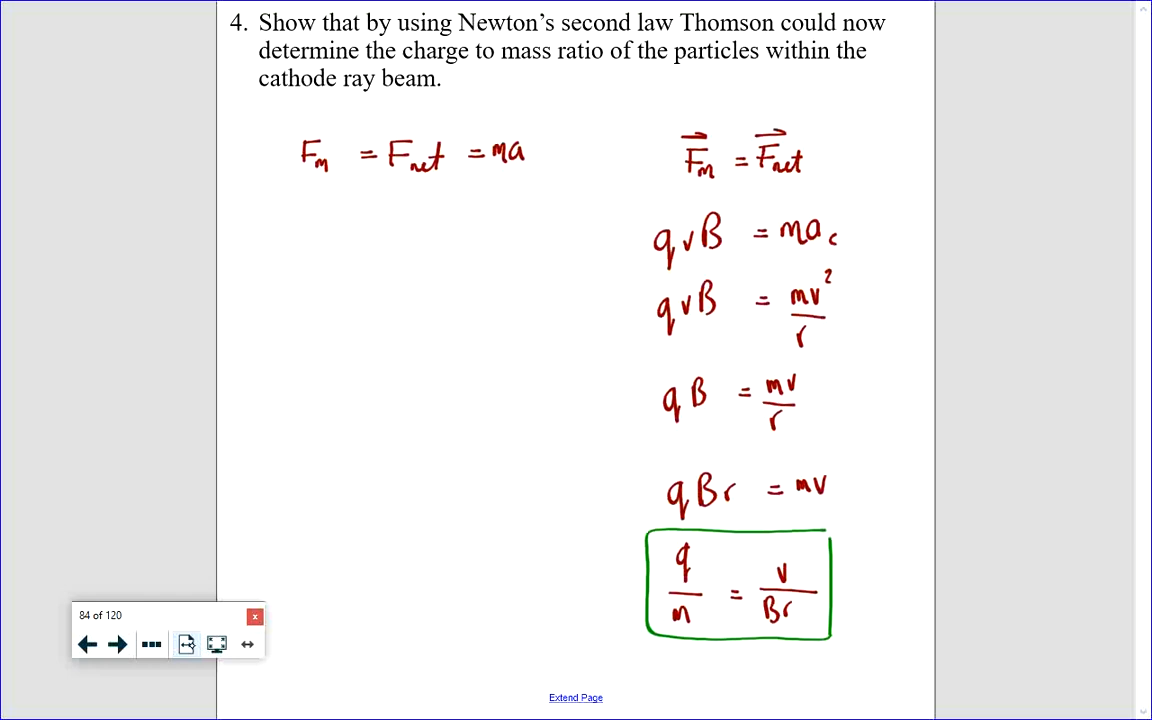 4. Show that by using Newton's second law Thomson could now
determine the charge to mass ratio of the particles within the
cathode ray beam.
Fm = Fnet = ma
F⃗m = F⃗net
qvB = mac
qvB = mv²/r
qB = mv/r
qBr = mv
q/m = v/Br
84 of 120
x
Extend Page